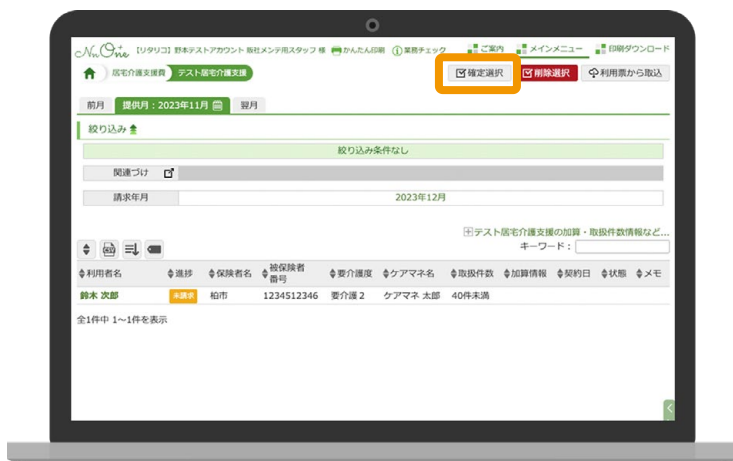 NnOne 【リタリコ】野本テストアカウント 販社メンテ用スタッフ 様 かんたん印刷 業務チェック ご案内 メインメニュー 印刷ダウンロード
居宅介護支援費 テスト居宅介護支援 確定選択 削除選択 利用票から取込
前月 提供月：2023年11月 翌月
絞り込み
絞り込み条件なし
関連づけ
請求年月 2023年12月
テスト居宅介護支援の加算・取扱件数情報など...
キーワード：
利用者名 進捗 保険者名 被保険者番号 要介護度 ケアマネ名 取扱件数 加算情報 契約日 状態 メモ
鈴木 次郎 未請求 柏市 1234512346 要介護２ ケアマネ 太郎 40件未満
全1件中 1～1件を表示